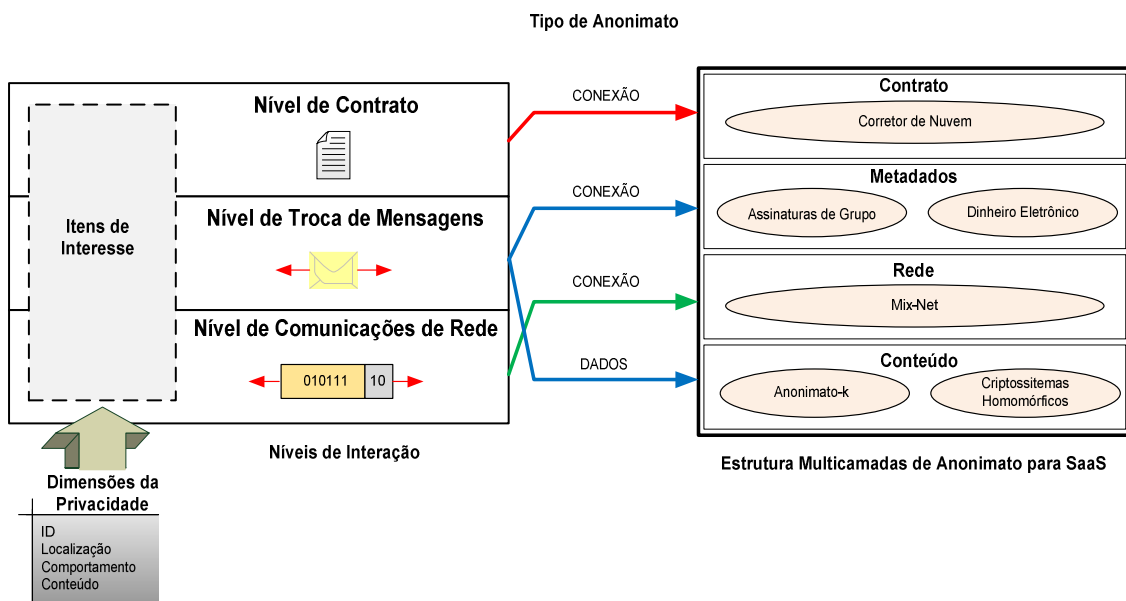 Tipo de Anonimato
Nível de Contrato
Nível de Troca de Mensagens
Nível de Comunicações de Rede
010111
10
Itens de
Interesse
Níveis de Interação
Dimensões da
Privacidade
ID
Localização
Comportamento
Conteúdo
CONEXÃO
CONEXÃO
CONEXÃO
DADOS
Contrato
Corretor de Nuvem
Metadados
Assinaturas de Grupo
Dinheiro Eletrônico
Rede
Mix-Net
Conteúdo
Anonimato-k
Criptossitemas
Homomórficos
Estrutura Multicamadas de Anonimato para SaaS